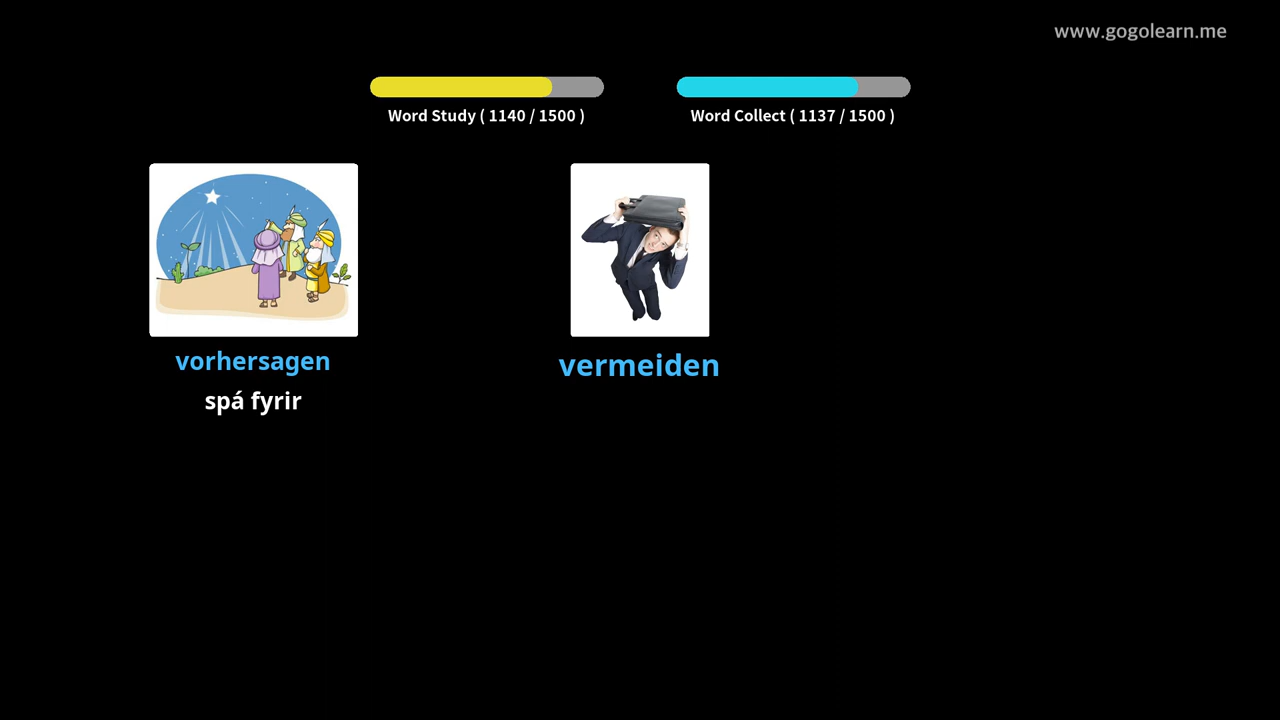 www.gogolearn.me
Word Study ( 1140 / 1500 )
Word Collect ( 1137 / 1500 )
vorhersagen
spá fyrir
vermeiden